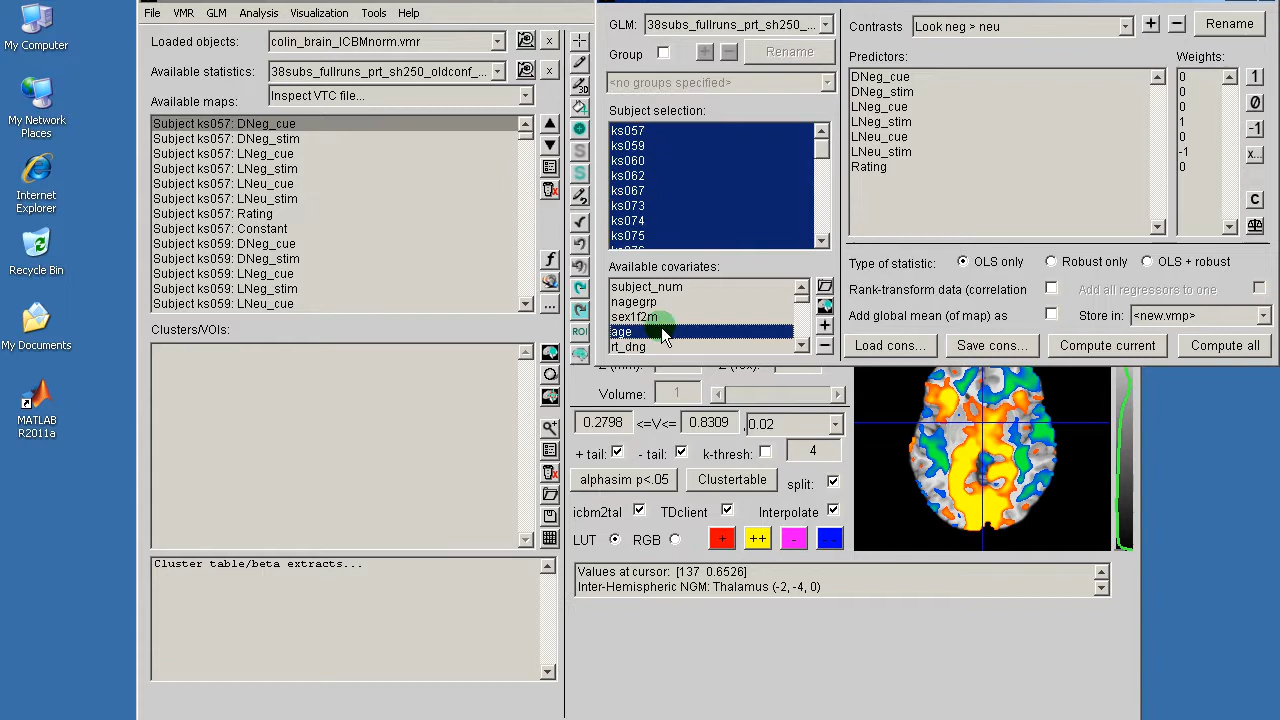 My Computer
My Network
Places
Internet
Explorer
Recycle Bin
My Documents
MATLAB
R2011a
File VMR GLM Analysis Visualization Tools Help
Loaded objects: colin_brain_ICBMnorm.vmr
Available statistics: 38subs_fullruns_prt_sh250_oldconf_...
Available maps: Inspect VTC file...
Subject ks057: DNeg_cue
Subject ks057: DNeg_stim
Subject ks057: LNeg_cue
Subject ks057: LNeg_stim
Subject ks057: LNeu_cue
Subject ks057: LNeu_stim
Subject ks057: Rating
Subject ks057: Constant
Subject ks059: DNeg_cue
Subject ks059: DNeg_stim
Subject ks059: LNeg_cue
Subject ks059: LNeg_stim
Subject ks059: LNeu_cue
Clusters/VOIs:
Cluster table/beta extracts...
ROI
GLM: 38subs_fullruns_prt_sh250_...
Group Rename
<no groups specified>
Subject selection:
ks057
ks059
ks060
ks062
ks067
ks073
ks074
ks075
Available covariates:
subject_num
nagegrp
sex1f2m
age
rt_dng
Contrasts Look neg > neu + − Rename
Predictors: Weights:
DNeg_cue 0
DNeg_stim 0
LNeg_cue 0
LNeg_stim 1
LNeu_cue 0
LNeu_stim -1
Rating 0
1
0
-1
x...
C
Type of statistic: OLS only Robust only OLS + robust
Rank-transform data (correlation Add all regressors to one
Add global mean (of map) as Store in: <new.vmp>
Load cons... Save cons... Compute current Compute all
Volume: 1
0.2798 <=V<= 0.8309 , 0.02
+ tail: - tail: k-thresh: 4
alphasim p<.05 Clustertable split:
icbm2tal TDclient Interpolate
LUT RGB + ++ - - -
Values at cursor: [137 0.6526]
Inter-Hemispheric NGM: Thalamus (-2, -4, 0)